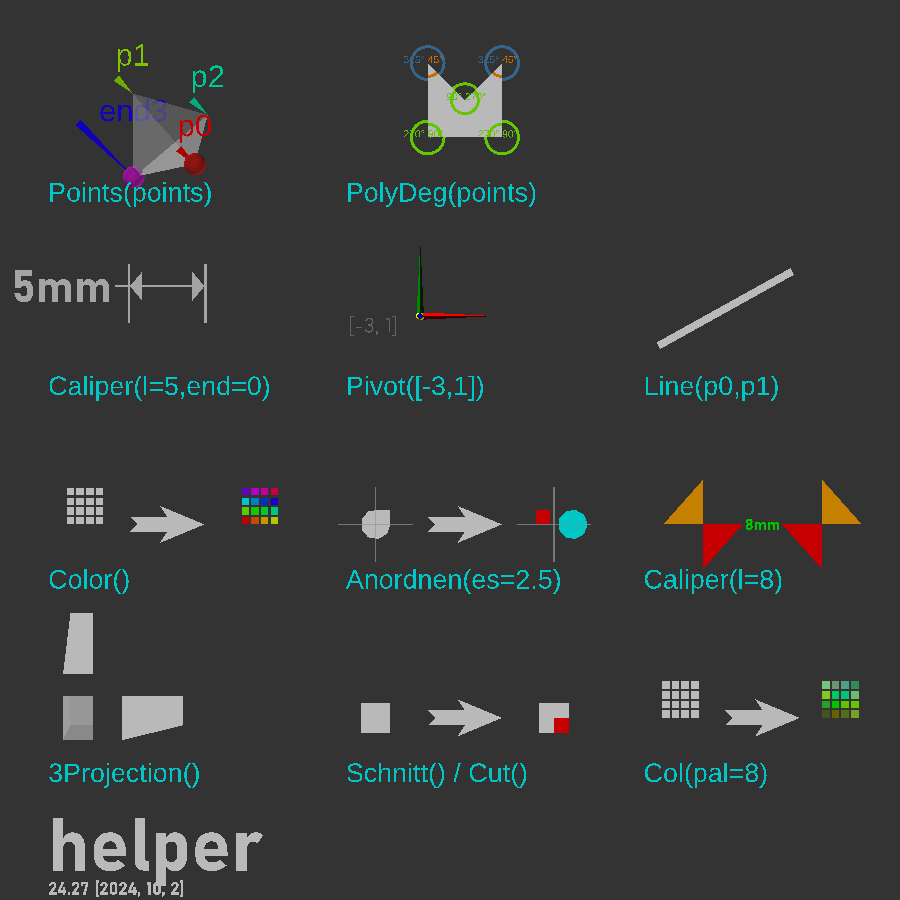 p1
p2
end3
p0
Points(points)
315° 45°
315° 45°
90° 270°
270° 90°
270° 90°
PolyDeg(points)
5mm
Caliper(l=5,end=0)
[-3, 1]
Pivot([-3,1])
Line(p0,p1)
Color()
Anordnen(es=2.5)
8mm
Caliper(l=8)
3Projection()
Schnitt() / Cut()
Col(pal=8)
helper
24.27 [2024, 10, 2]